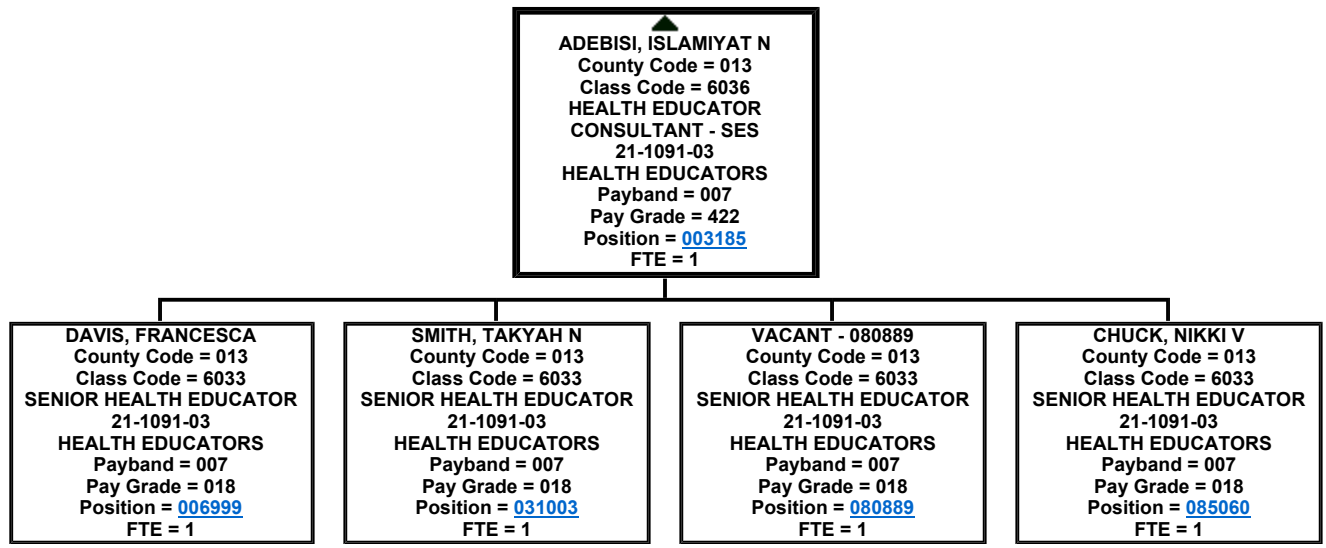 ADEBISI, ISLAMIYAT N
County Code = 013
Class Code = 6036
HEALTH EDUCATOR
CONSULTANT - SES
21-1091-03
HEALTH EDUCATORS
Payband = 007
Pay Grade = 422
Position = 003185
FTE = 1
DAVIS, FRANCESCA
County Code = 013
Class Code = 6033
SENIOR HEALTH EDUCATOR
21-1091-03
HEALTH EDUCATORS
Payband = 007
Pay Grade = 018
Position = 006999
FTE = 1
SMITH, TAKYAH N
County Code = 013
Class Code = 6033
SENIOR HEALTH EDUCATOR
21-1091-03
HEALTH EDUCATORS
Payband = 007
Pay Grade = 018
Position = 031003
FTE = 1
VACANT - 080889
County Code = 013
Class Code = 6033
SENIOR HEALTH EDUCATOR
21-1091-03
HEALTH EDUCATORS
Payband = 007
Pay Grade = 018
Position = 080889
FTE = 1
CHUCK, NIKKI V
County Code = 013
Class Code = 6033
SENIOR HEALTH EDUCATOR
21-1091-03
HEALTH EDUCATORS
Payband = 007
Pay Grade = 018
Position = 085060
FTE = 1